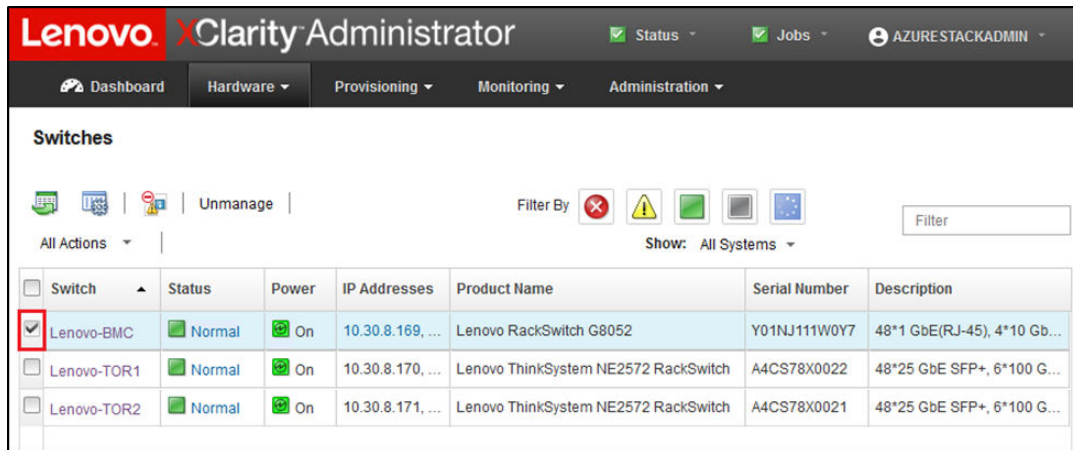 Lenovo. XClarity Administrator Status Jobs AZURESTACKADMIN
Dashboard Hardware Provisioning Monitoring Administration
Switches
Unmanage Filter By Filter
All Actions Show: All Systems
Switch Status Power IP Addresses Product Name Serial Number Description
Lenovo-BMC Normal On 10.30.8.169, ... Lenovo RackSwitch G8052 Y01NJ111W0Y7 48*1 GbE(RJ-45), 4*10 Gb...
Lenovo-TOR1 Normal On 10.30.8.170, ... Lenovo ThinkSystem NE2572 RackSwitch A4CS78X0022 48*25 GbE SFP+, 6*100 G...
Lenovo-TOR2 Normal On 10.30.8.171, ... Lenovo ThinkSystem NE2572 RackSwitch A4CS78X0021 48*25 GbE SFP+, 6*100 G...